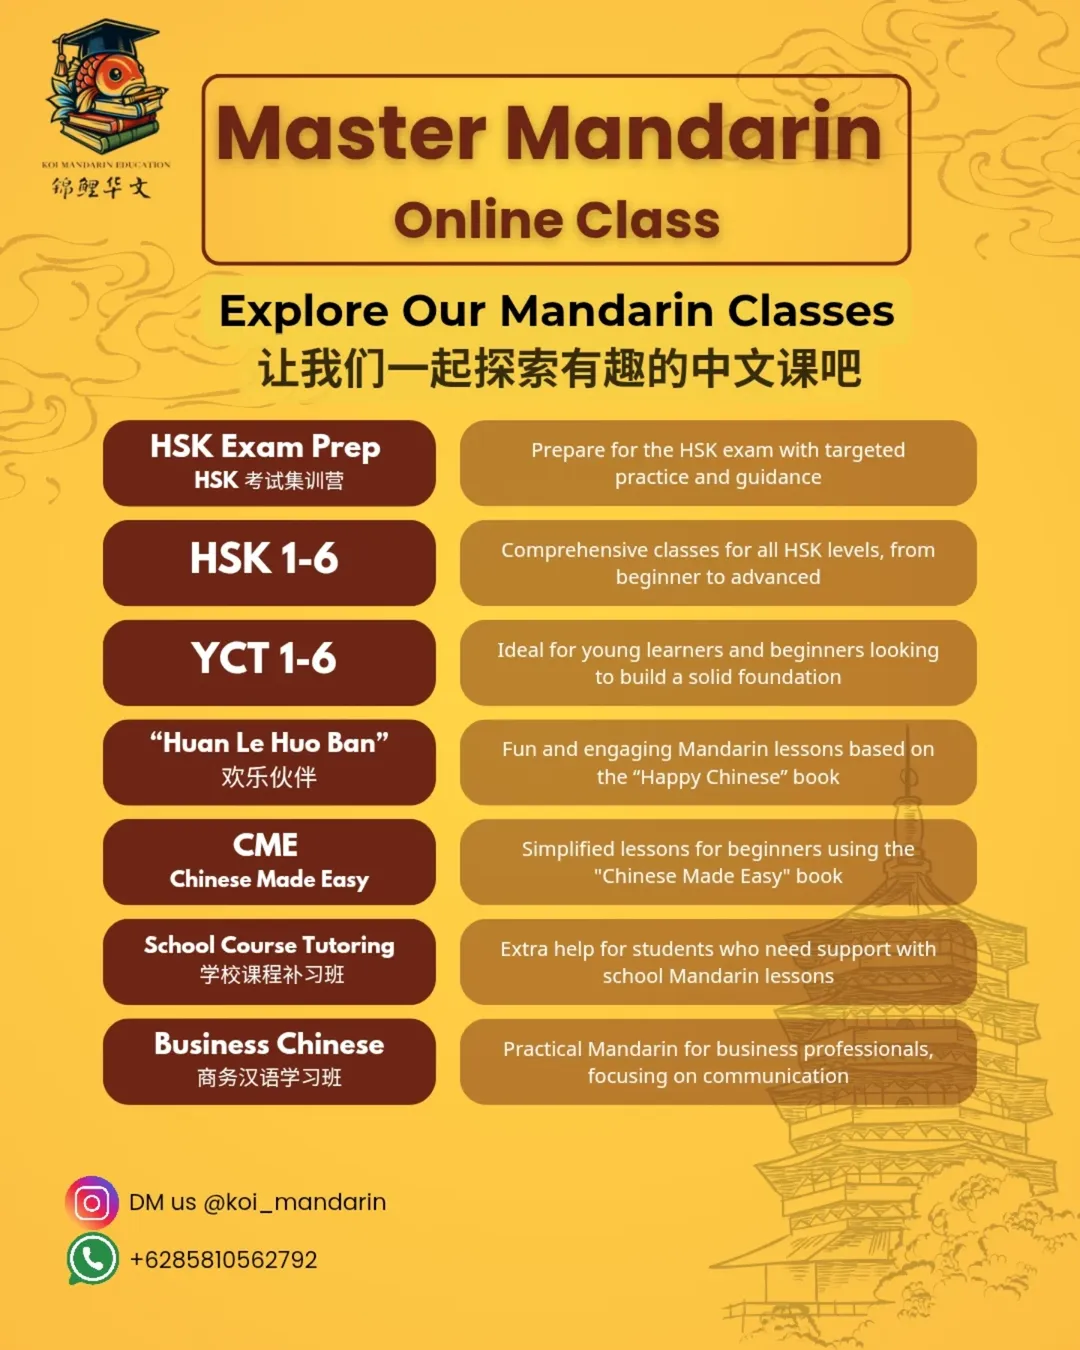 KOI MANDARIN EDUCATION
锦鲤华文
Master Mandarin
Online Class
Explore Our Mandarin Classes
让我们一起探索有趣的中文课吧
HSK Exam Prep
HSK 考试集训营
Prepare for the HSK exam with targeted
practice and guidance
HSK 1-6
Comprehensive classes for all HSK levels, from
beginner to advanced
YCT 1-6
Ideal for young learners and beginners looking
to build a solid foundation
“Huan Le Huo Ban”
欢乐伙伴
Fun and engaging Mandarin lessons based on
the “Happy Chinese” book
CME
Chinese Made Easy
Simplified lessons for beginners using the
"Chinese Made Easy" book
School Course Tutoring
学校课程补习班
Extra help for students who need support with
school Mandarin lessons
Business Chinese
商务汉语学习班
Practical Mandarin for business professionals,
focusing on communication
DM us @koi_mandarin
+6285810562792